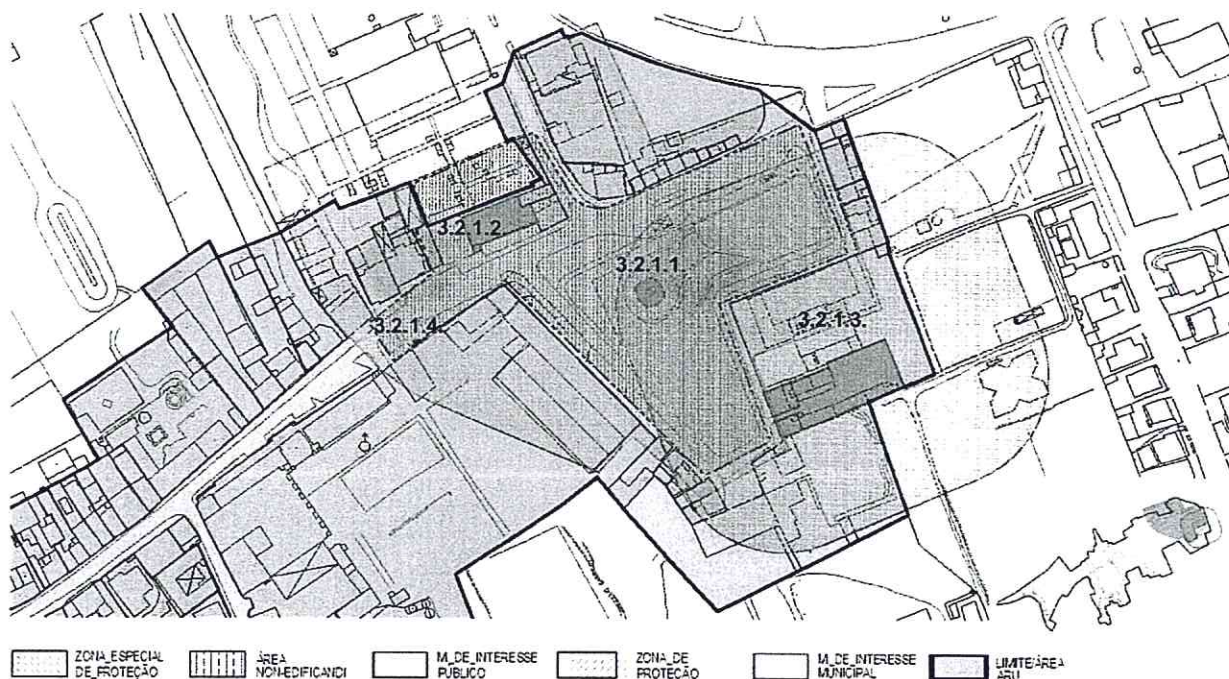 3.2.1.2.
3.2.1.1.
3.2.1.3.
3.2.1.4.
ZONA_ESPECIAL
DE_PROTEÇÃO
ÁREA
NON-EDIFICANDI
M_DE_INTERESSE
PÚBLICO
ZONA_DE
PROTEÇÃO
M_DE_INTERESSE
MUNICIPAL
LIMITE/ÁREA
ARU